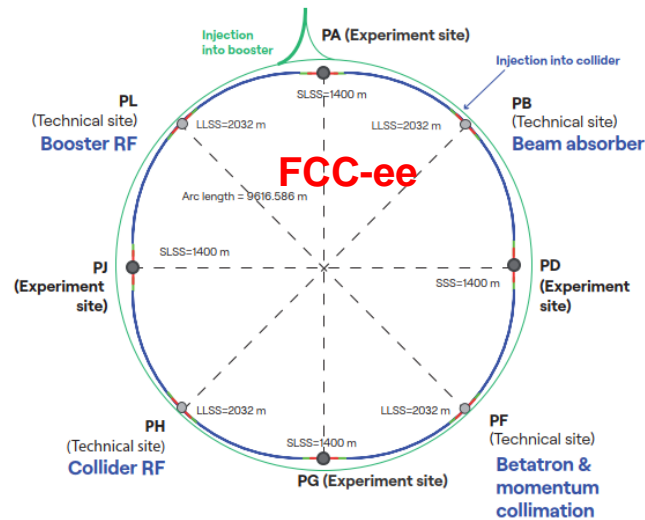 Injection
into booster
PA (Experiment site)
Injection into collider
SLSS=1400 m
PL
(Technical site)
Booster RF
LLSS=2032 m
LLSS=2032 m
PB
(Technical site)
Beam absorber
FCC-ee
Arc length = 9616.586 m
SLSS=1400 m
PJ
(Experiment
site)
SSS=1400 m
PD
(Experiment
site)
LLSS=2032 m
LLSS=2032 m
PH
(Technical site)
Collider RF
SLSS=1400 m
PG (Experiment site)
PF
(Technical site)
Betatron &
momentum
collimation